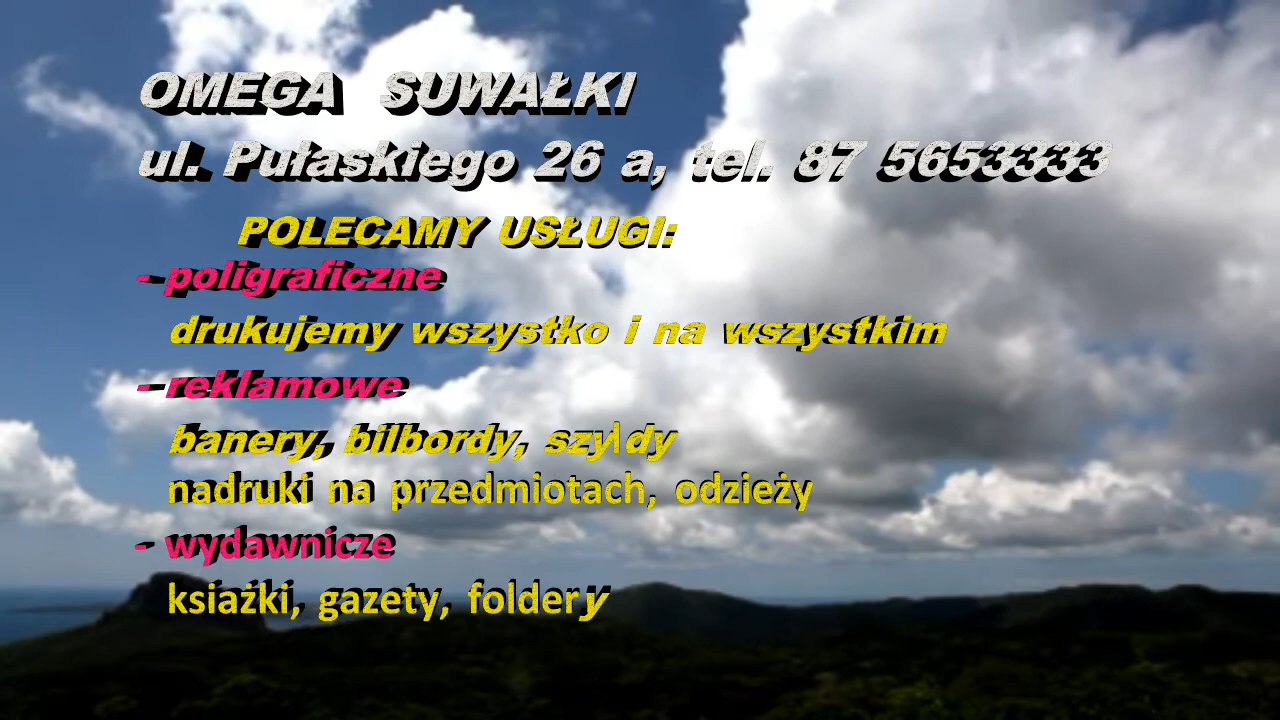 OMEGA SUWAŁKI
ul. Pułaskiego 26 a, tel. 87 5653333
POLECAMY USŁUGI:
- poligraficzne
drukujemy wszystko i na wszystkim
- reklamowe
banery, bilbordy, szyldy
nadruki na przedmiotach, odzieży
- wydawnicze
ksiażki, gazety, foldery